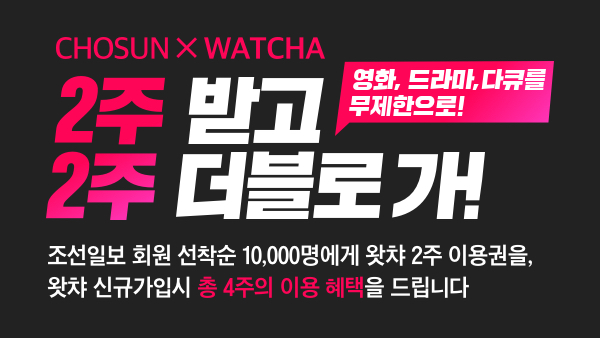 CHOSUN × WATCHA
영화, 드라마, 다큐를
무제한으로!
2주 받고
2주 더블로 가!
조선일보 회원 선착순 10,000명에게 왓챠 2주 이용권을,
왓챠 신규가입시 총 4주의 이용 혜택을 드립니다